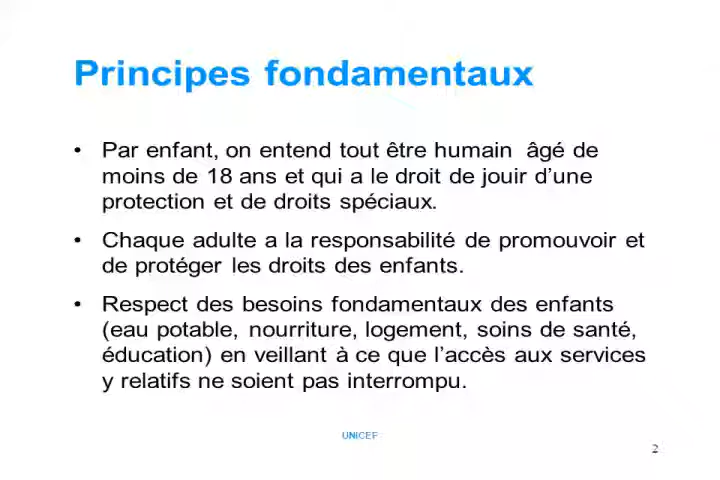 Principes fondamentaux
• Par enfant, on entend tout être humain âgé de
moins de 18 ans et qui a le droit de jouir d’une
protection et de droits spéciaux.
• Chaque adulte a la responsabilité de promouvoir et
de protéger les droits des enfants.
• Respect des besoins fondamentaux des enfants
(eau potable, nourriture, logement, soins de santé,
éducation) en veillant à ce que l’accès aux services
y relatifs ne soient pas interrompu.
UNICEF
2